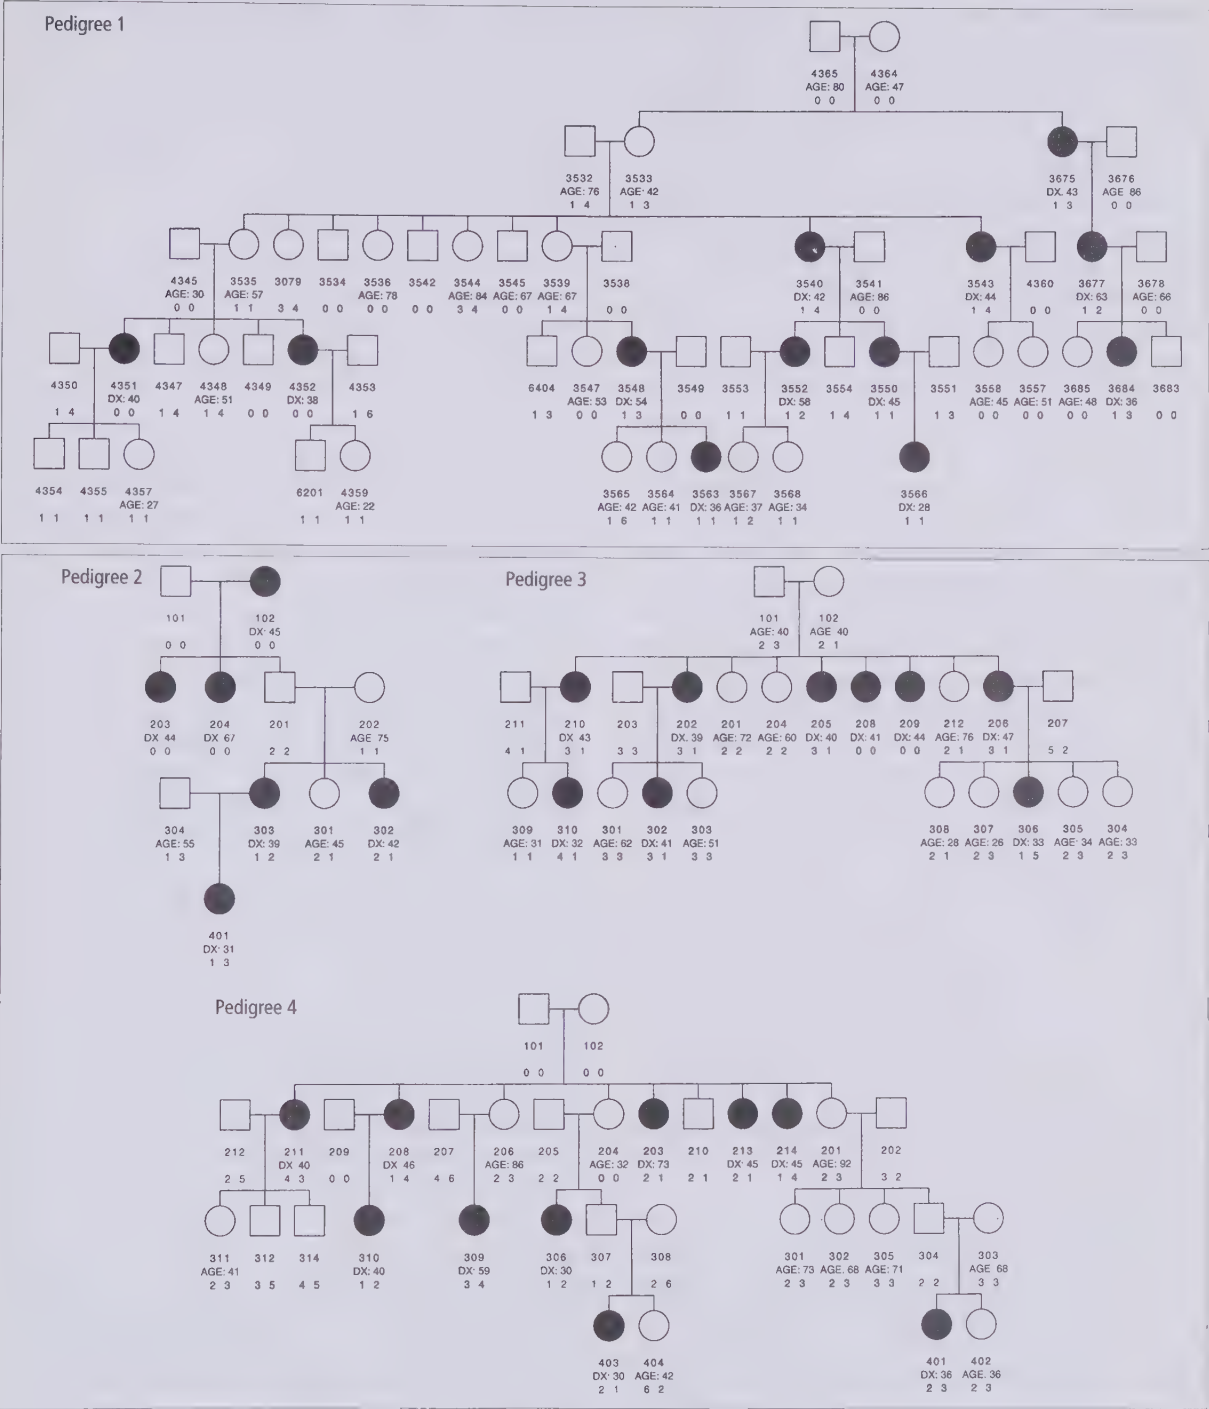 Pedigree 1
4365 4364
AGE: 80 AGE: 47
0 0 0 0
3532 3533 3675 3676
AGE: 76 AGE: 42 DX. 43 AGE 86
1 4 1 3 1 3 0 0
4345 3535 3079 3534 3536 3542 3544 3545 3539 3538 3540 3541 3543 4360 3677 3678
AGE: 30 AGE: 57 AGE: 78 AGE: 84 AGE: 67 AGE: 67 DX: 42 AGE: 86 DX: 44 DX: 63 AGE: 66
0 0 1 1 3 4 0 0 0 0 0 0 3 4 0 0 1 4 0 0 1 4 0 0 1 4 0 0 1 2 0 0
4350 4351 4347 4348 4349 4352 4353 6404 3547 3548 3549 3553 3552 3554 3550 3551 3558 3557 3685 3684 3683
DX: 40 AGE: 51 DX: 38 AGE: 53 DX: 54 DX: 58 DX: 45 AGE: 45 AGE: 51 AGE: 48 DX: 36
1 4 0 0 1 4 1 4 0 0 0 0 1 6 1 3 0 0 1 3 0 0 1 1 1 2 1 4 1 1 1 3 0 0 0 0 0 0 1 3 0 0
4354 4355 4357 6201 4359 3565 3564 3563 3567 3568 3566
AGE: 27 AGE: 22 AGE: 42 AGE: 41 DX: 36 AGE: 37 AGE: 34 DX: 28
1 1 1 1 1 1 1 1 1 1 1 6 1 1 1 1 1 2 1 1 1 1
Pedigree 2
101 102
DX: 45
0 0 0 0
203 204 201 202
DX 44 DX: 67 AGE 75
0 0 0 0 2 2 1 1
304 303 301 302
AGE: 55 DX: 39 AGE: 45 DX: 42
1 3 1 2 2 1 2 1
401
DX: 31
1 3
Pedigree 3
101 102
AGE: 40 AGE 40
2 3 2 1
211 210 203 202 201 204 205 208 209 212 206 207
DX: 43 DX. 39 AGE: 72 AGE: 60 DX: 40 DX: 41 DX: 44 AGE: 76 DX: 47
4 1 3 1 3 3 3 1 2 2 2 2 3 1 0 0 0 0 2 1 3 1 5 2
309 310 301 302 303 308 307 306 305 304
AGE: 31 DX: 32 AGE: 62 DX: 41 AGE: 51 AGE: 28 AGE: 26 DX: 33 AGE: 34 AGE: 33
1 1 4 1 3 3 3 1 3 3 2 1 2 3 1 5 2 3 2 3
Pedigree 4
101 102
0 0 0 0
212 211 209 208 207 206 205 204 203 210 213 214 201 202
DX 40 DX: 46 AGE: 86 AGE: 32 DX: 73 DX: 45 DX: 45 AGE: 92
2 5 4 3 0 0 1 4 4 6 2 3 2 2 0 0 2 1 2 1 2 1 1 4 2 3 3 2
311 312 314 310 309 306 307 308 301 302 305 304 303
AGE: 41 DX: 40 DX: 59 DX: 30 AGE: 73 AGE. 68 AGE: 71 AGE 68
2 3 3 5 4 5 1 2 3 4 1 2 1 2 2 6 2 3 2 3 3 3 2 2 3 3
403 404 401 402
DX: 30 AGE: 42 DX: 36 AGE. 36
2 1 6 2 2 3 2 3